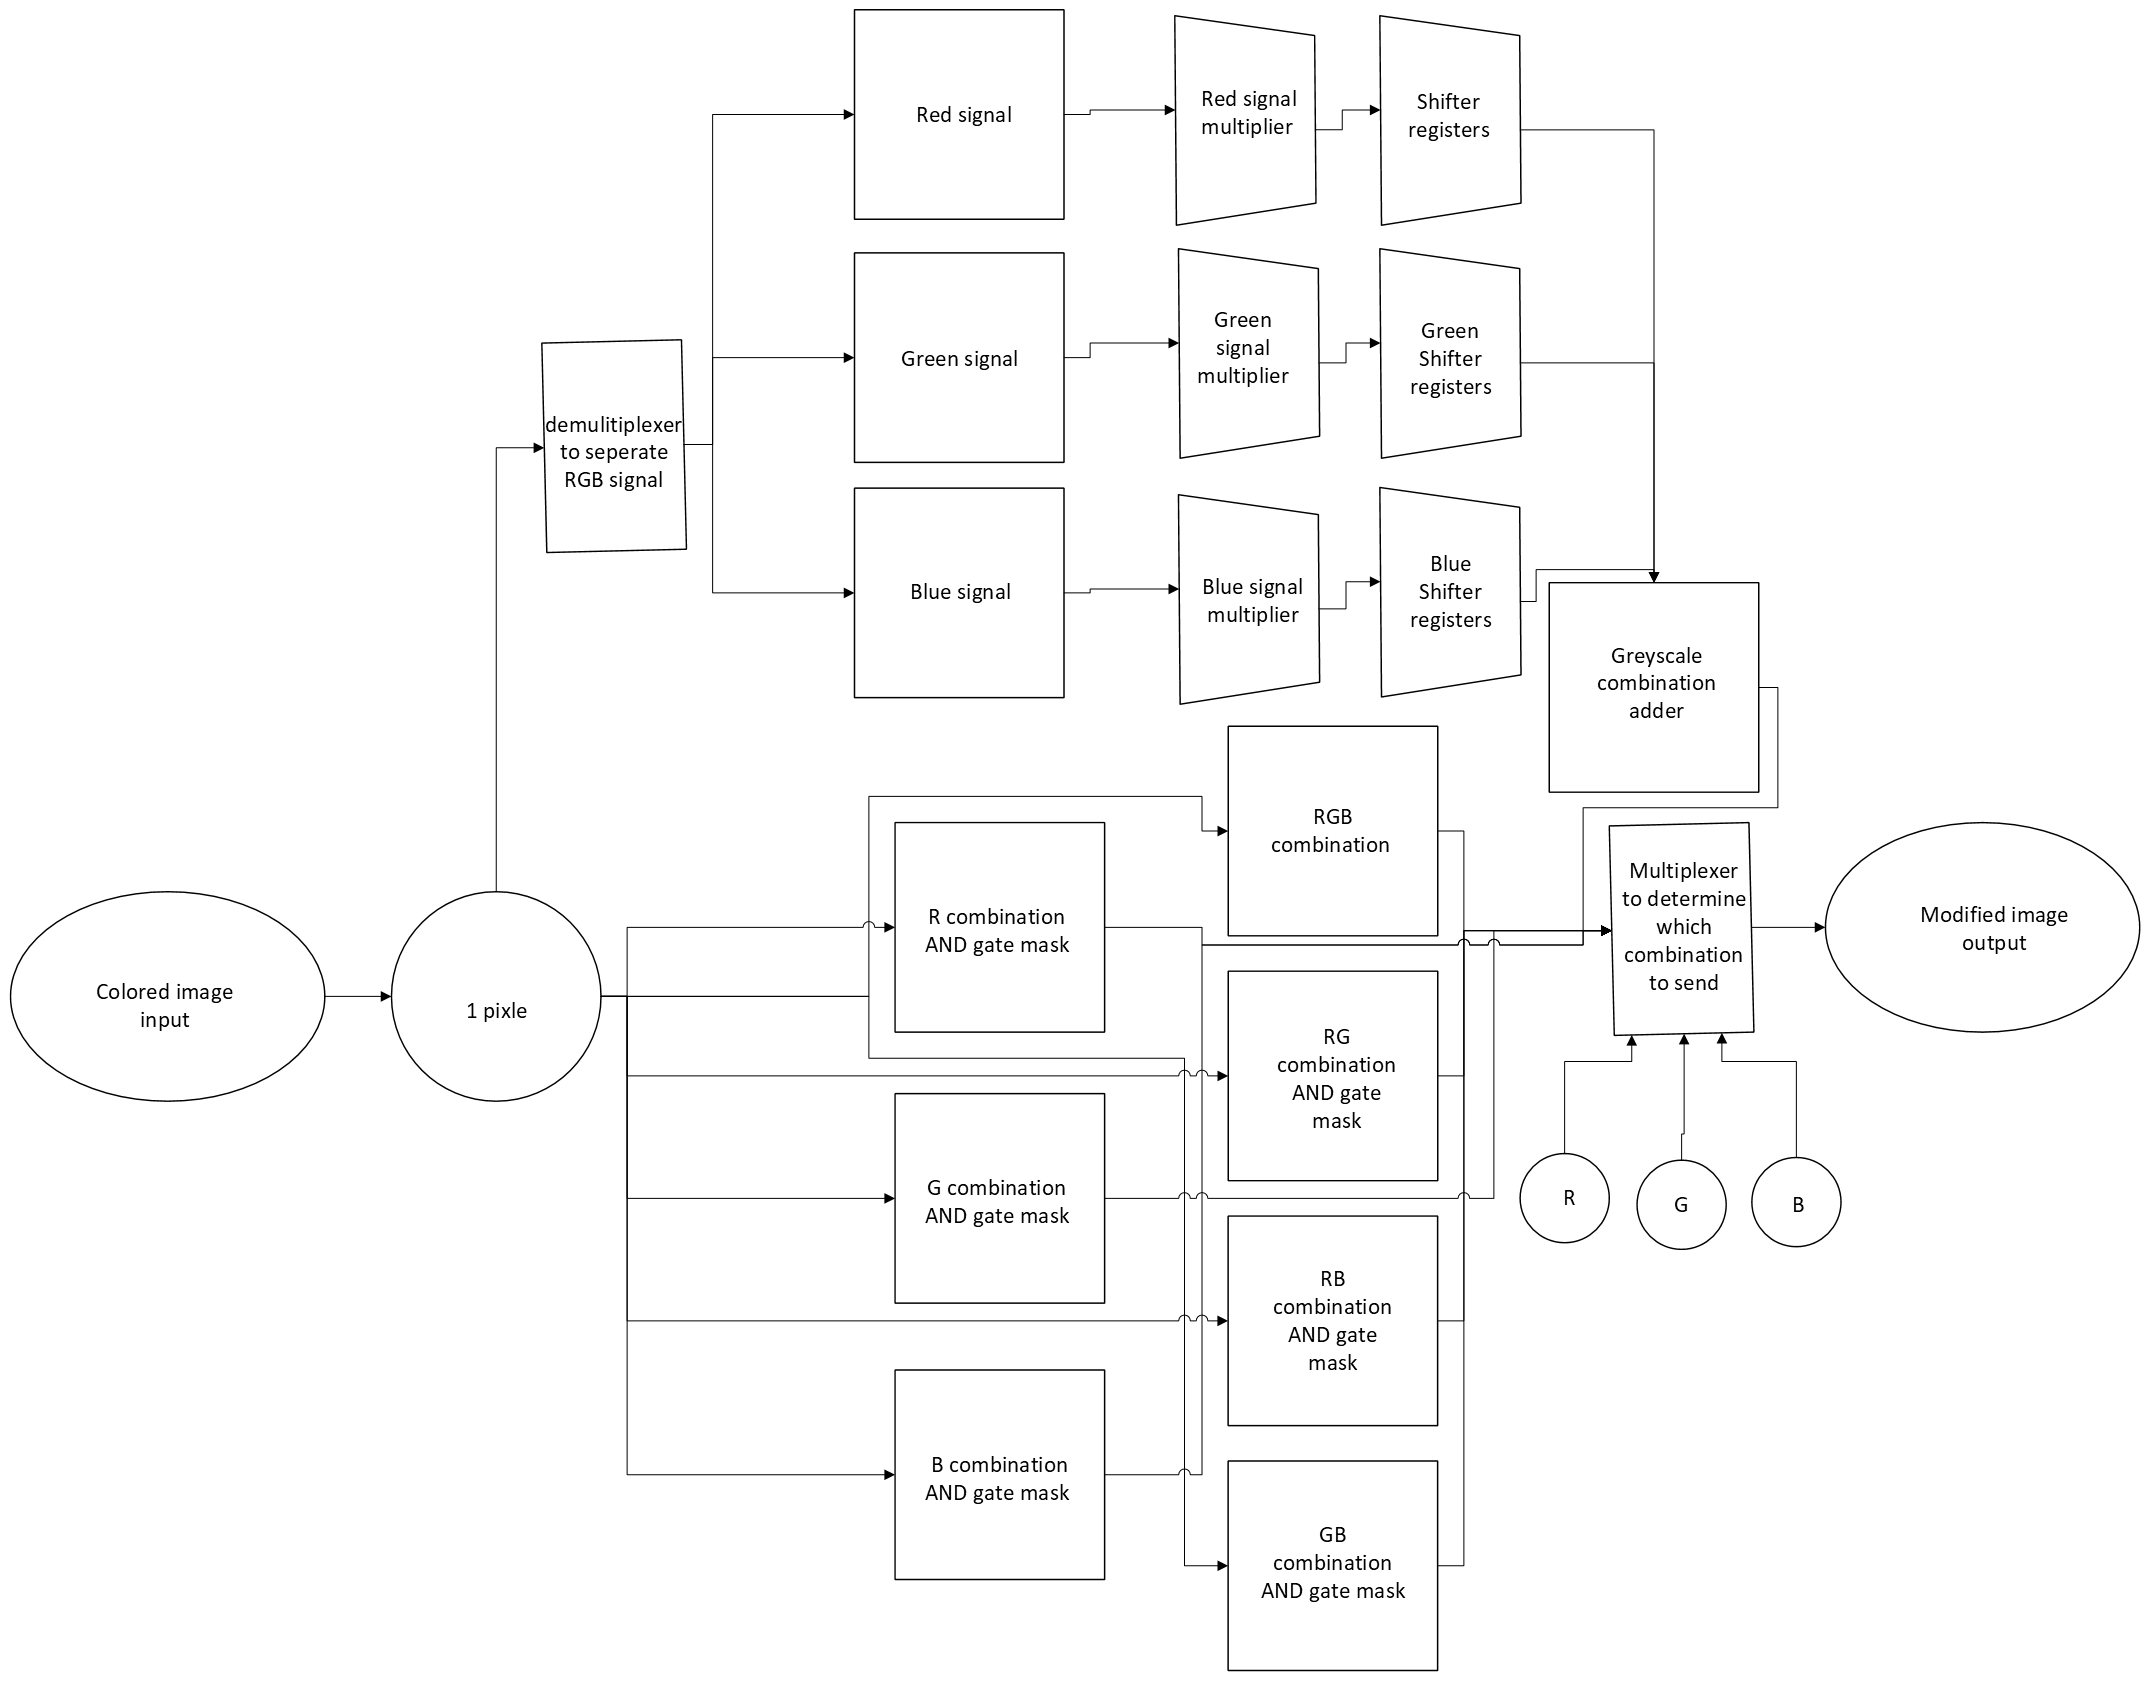 Red signal
Red signal
multiplier
Shifter
registers
Green signal
Green
signal
multiplier
Green
Shifter
registers
demulitiplexer
to seperate
RGB signal
Blue signal
Blue signal
multiplier
Blue
Shifter
registers
Greyscale
combination
adder
RGB
combination
R combination
AND gate mask
Multiplexer
to determine
which
combination
to send
Modified image
output
Colored image
input
1 pixle
RG
combination
AND gate
mask
G combination
AND gate mask
R
G
B
RB
combination
AND gate
mask
B combination
AND gate mask
GB
combination
AND gate mask